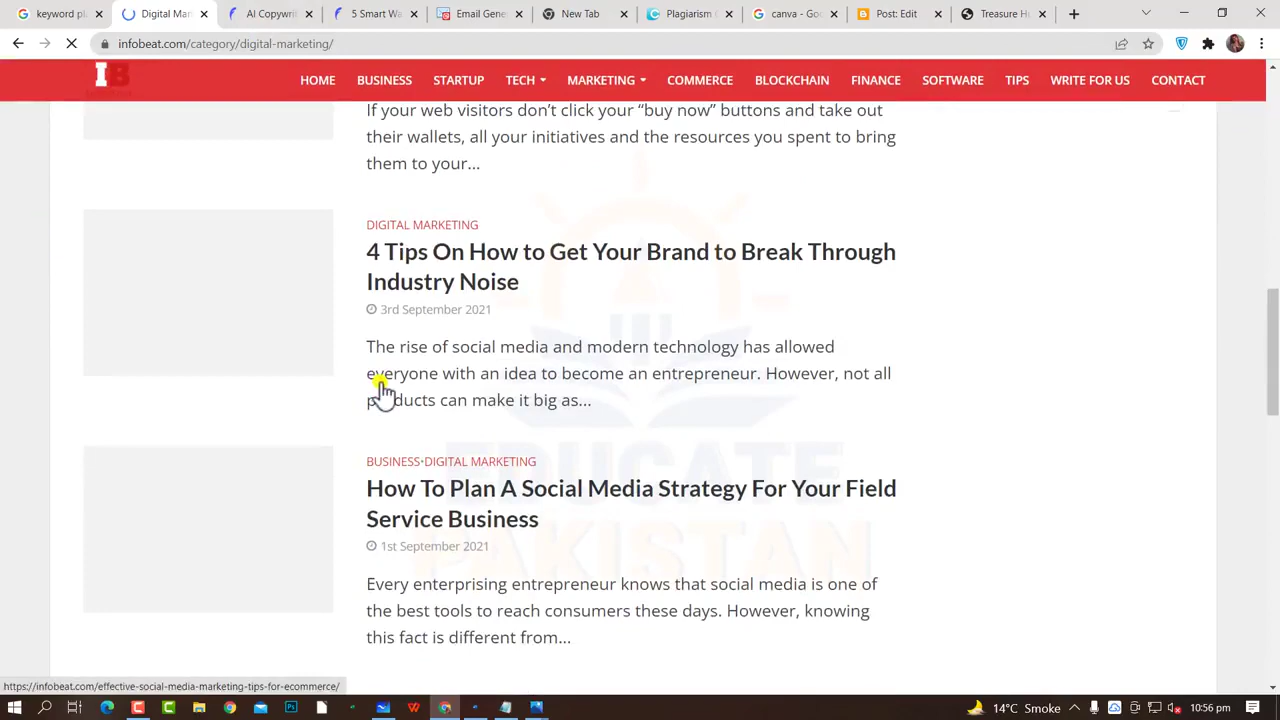 keyword pl
Digital Mar
AI Copywri
5 Smart Wa
Email Gene
New Tab
Plagiarism C
canva - Goo
Post: Edit
Treasure H
infobeat.com/category/digital-marketing/
IB
HOME BUSINESS STARTUP TECH MARKETING COMMERCE BLOCKCHAIN FINANCE SOFTWARE TIPS WRITE FOR US CONTACT
If your web visitors don't click your “buy now” buttons and take out
their wallets, all your initiatives and the resources you spent to bring
them to your...
DIGITAL MARKETING
4 Tips On How to Get Your Brand to Break Through
Industry Noise
3rd September 2021
The rise of social media and modern technology has allowed
everyone with an idea to become an entrepreneur. However, not all
products can make it big as...
BUSINESS·DIGITAL MARKETING
How To Plan A Social Media Strategy For Your Field
Service Business
1st September 2021
Every enterprising entrepreneur knows that social media is one of
the best tools to reach consumers these days. However, knowing
this fact is different from...
EDUCATE
PAKISTAN
https://infobeat.com/effective-social-media-marketing-tips-for-ecommerce/
14°C Smoke
10:56 pm